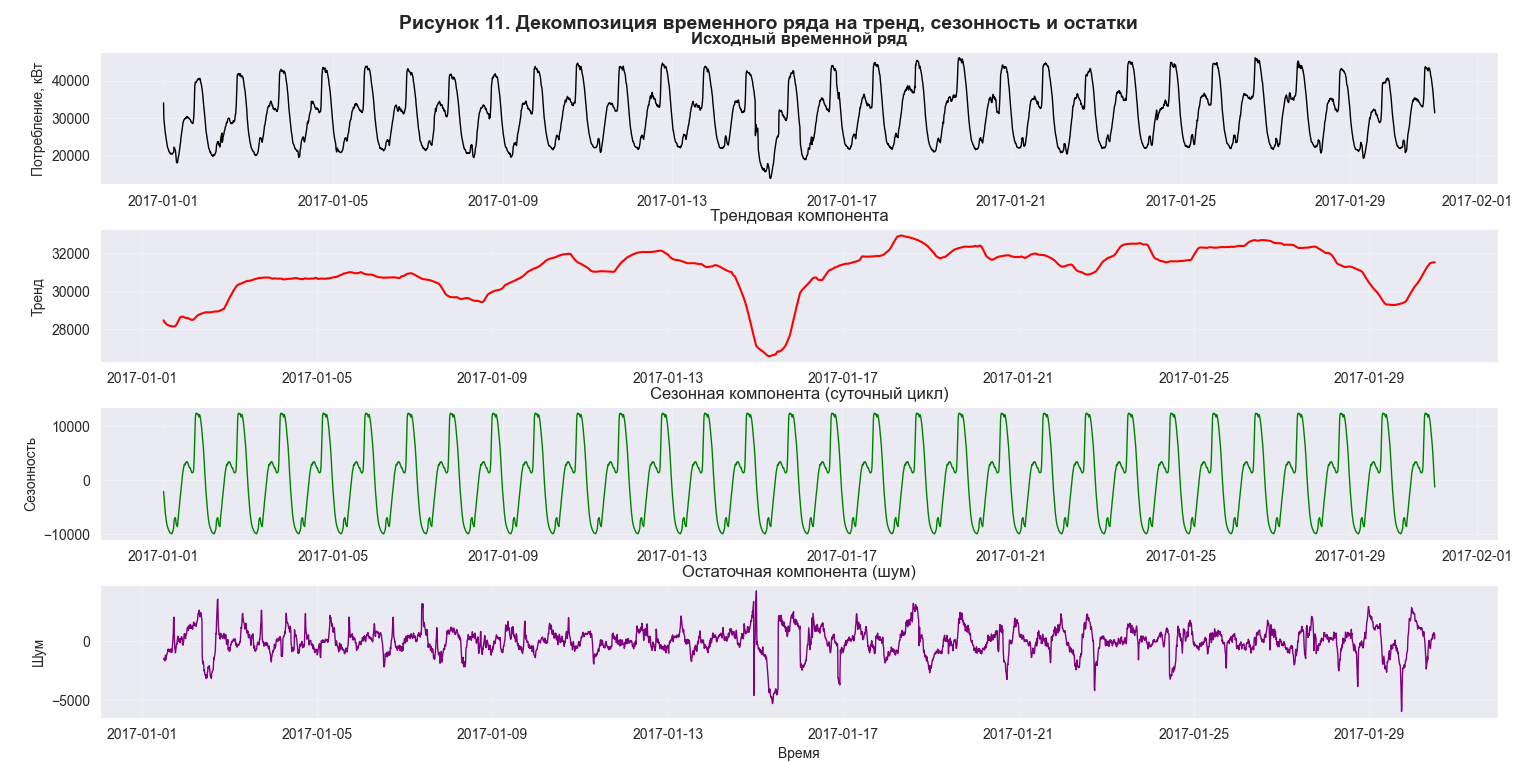 Рисунок 11. Декомпозиция временного ряда на тренд, сезонность и остатки
Исходный временной ряд
Потребление, кВт
40000
30000
20000
2017-01-01 2017-01-05 2017-01-09 2017-01-13 2017-01-17 2017-01-21 2017-01-25 2017-01-29 2017-02-01
Трендовая компонента
Тренд
32000
30000
28000
2017-01-01 2017-01-05 2017-01-09 2017-01-13 2017-01-17 2017-01-21 2017-01-25 2017-01-29
Сезонная компонента (суточный цикл)
Сезонность
10000
0
−10000
2017-01-01 2017-01-05 2017-01-09 2017-01-13 2017-01-17 2017-01-21 2017-01-25 2017-01-29 2017-02-01
Остаточная компонента (шум)
Шум
0
−5000
2017-01-01 2017-01-05 2017-01-09 2017-01-13 2017-01-17 2017-01-21 2017-01-25 2017-01-29
Время